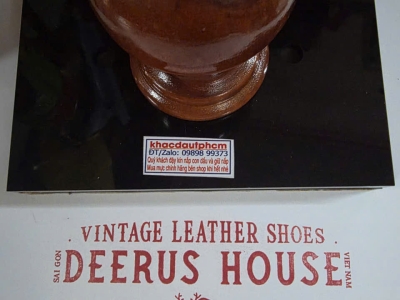 khacdautphcm
ĐT/Zalo: 09898 99373
Quý khách đậy kín nắp con dấu và giữ nắp
Mua mực chính hãng bên shop khi hết nhé
. VINTAGE LEATHER SHOES .
SAI GON
DEERUS HOUSE
VIET NAM